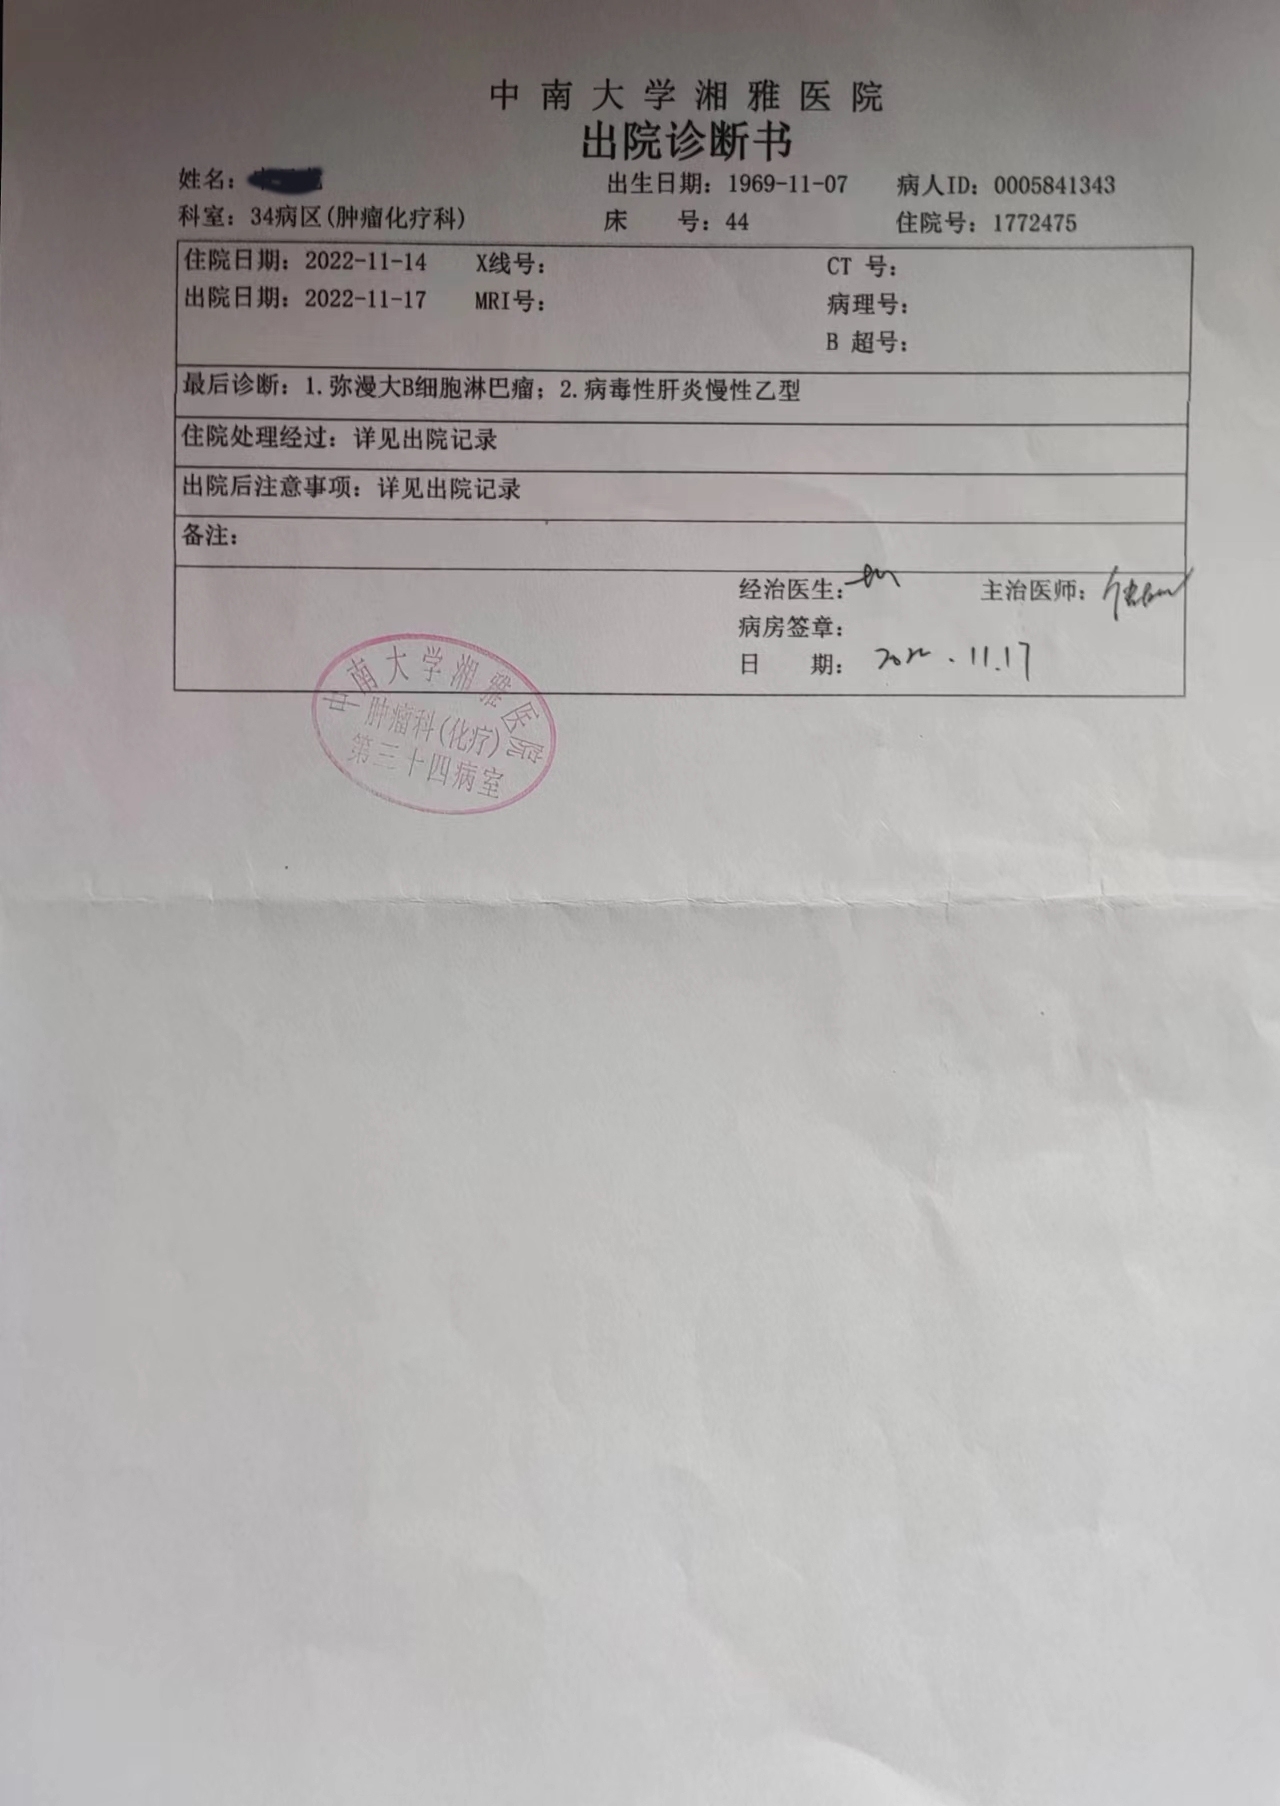 中南大学湘雅医院
出院诊断书
姓名： 出生日期：1969-11-07 病人ID：0005841343
科室：34病区(肿瘤化疗科) 床 号：44 住院号：1772475
住院日期：2022-11-14 X线号： CT 号：
出院日期：2022-11-17 MRI号： 病理号：
B 超号：
最后诊断：1.弥漫大B细胞淋巴瘤；2.病毒性肝炎慢性乙型
住院处理经过：详见出院记录
出院后注意事项：详见出院记录
备注：
经治医生： 主治医师：
病房签章：
日 期：2022.11.17
中南大学湘雅医院
肿瘤科(化疗)
第三十四病室